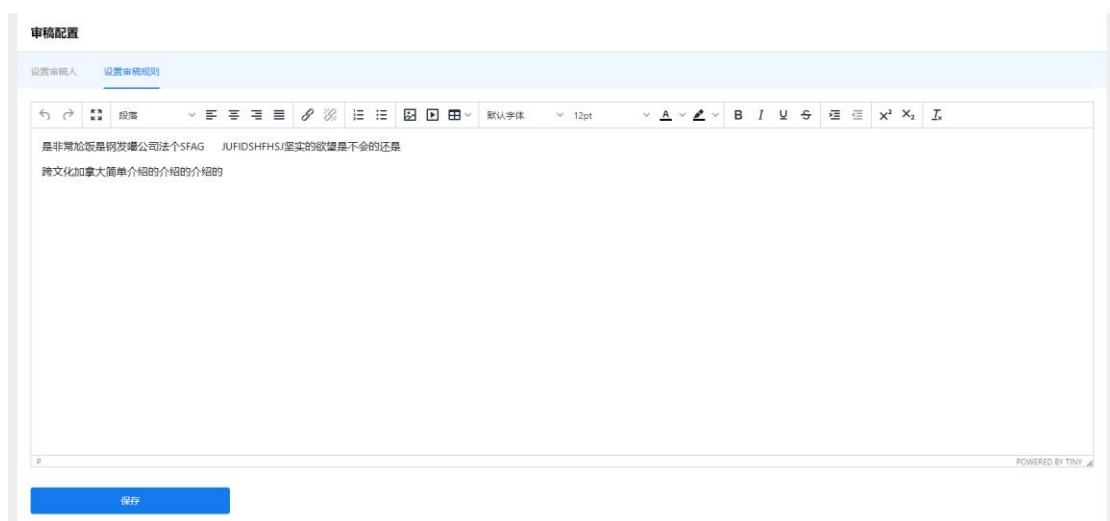 审稿配置
设置审稿人 设置审稿规则
段落 默认字体 12pt A B I U S X² X₂ Ix
是非常尬饭是钢发嘬公司法个SFAG JUFIDSHFHSJ坚实的欲望是不会的还是
跨文化加拿大简单介绍的介绍的介绍的
P POWERED BY TINY
保存